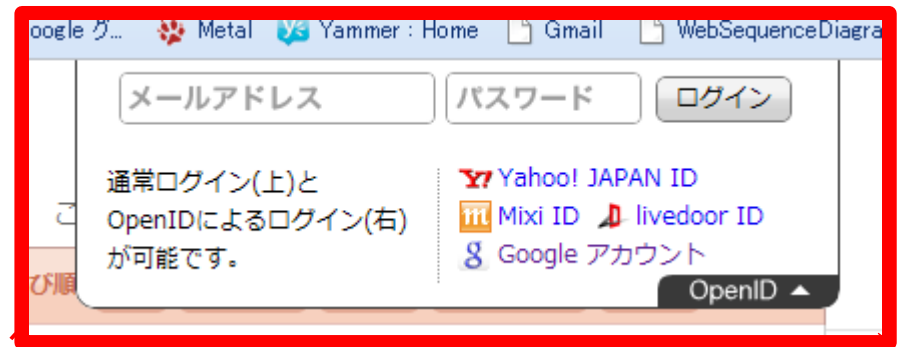 oogle グ... Metal Yammer : Home Gmail WebSequenceDiagra
メールアドレス パスワード ログイン
通常ログイン(上)と
OpenIDによるログイン(右)
が可能です。
Yahoo! JAPAN ID
Mixi ID livedoor ID
Google アカウント
こ
び順
OpenID